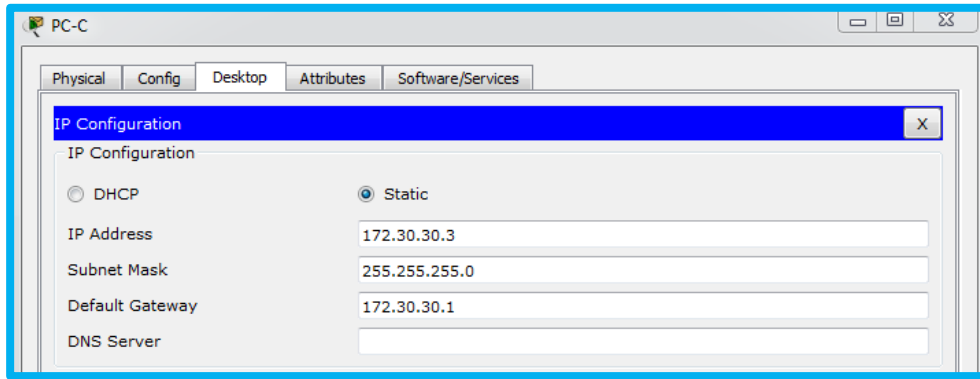 PC-C
Physical Config Desktop Attributes Software/Services
IP Configuration X
IP Configuration
DHCP Static
IP Address 172.30.30.3
Subnet Mask 255.255.255.0
Default Gateway 172.30.30.1
DNS Server